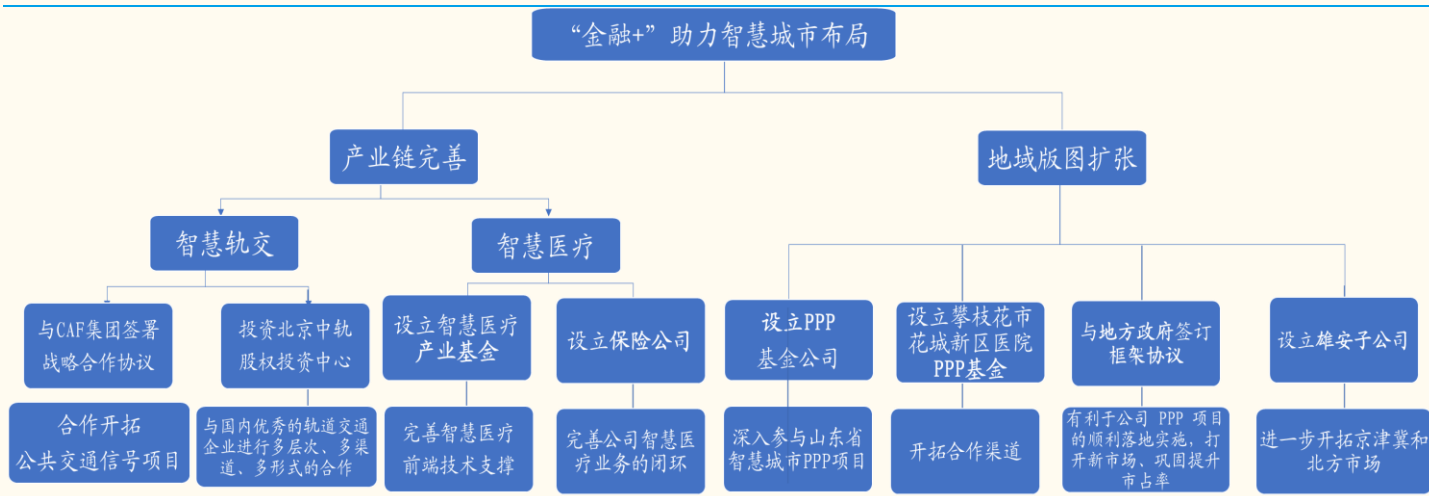 “金融+”助力智慧城市布局
产业链完善
地域版图扩张
智慧轨交
智慧医疗
与CAF集团签署
战略合作协议
投资北京中轨
股权投资中心
设立智慧医疗
产业基金
设立保险公司
设立PPP
基金公司
设立攀枝花市
花城新区医院
PPP基金
与地方政府签订
框架协议
设立雄安子公司
合作开拓
公共交通信号项目
与国内优秀的轨道交通
企业进行多层次、多渠
道、多形式的合作
完善智慧医疗
前端技术支撑
完善公司智慧医
疗业务的闭环
深入参与山东省
智慧城市PPP项目
开拓合作渠道
有利于公司 PPP 项目
的顺利落地实施，打
开新市场、巩固提升
市占率
进一步开拓京津冀和
北方市场